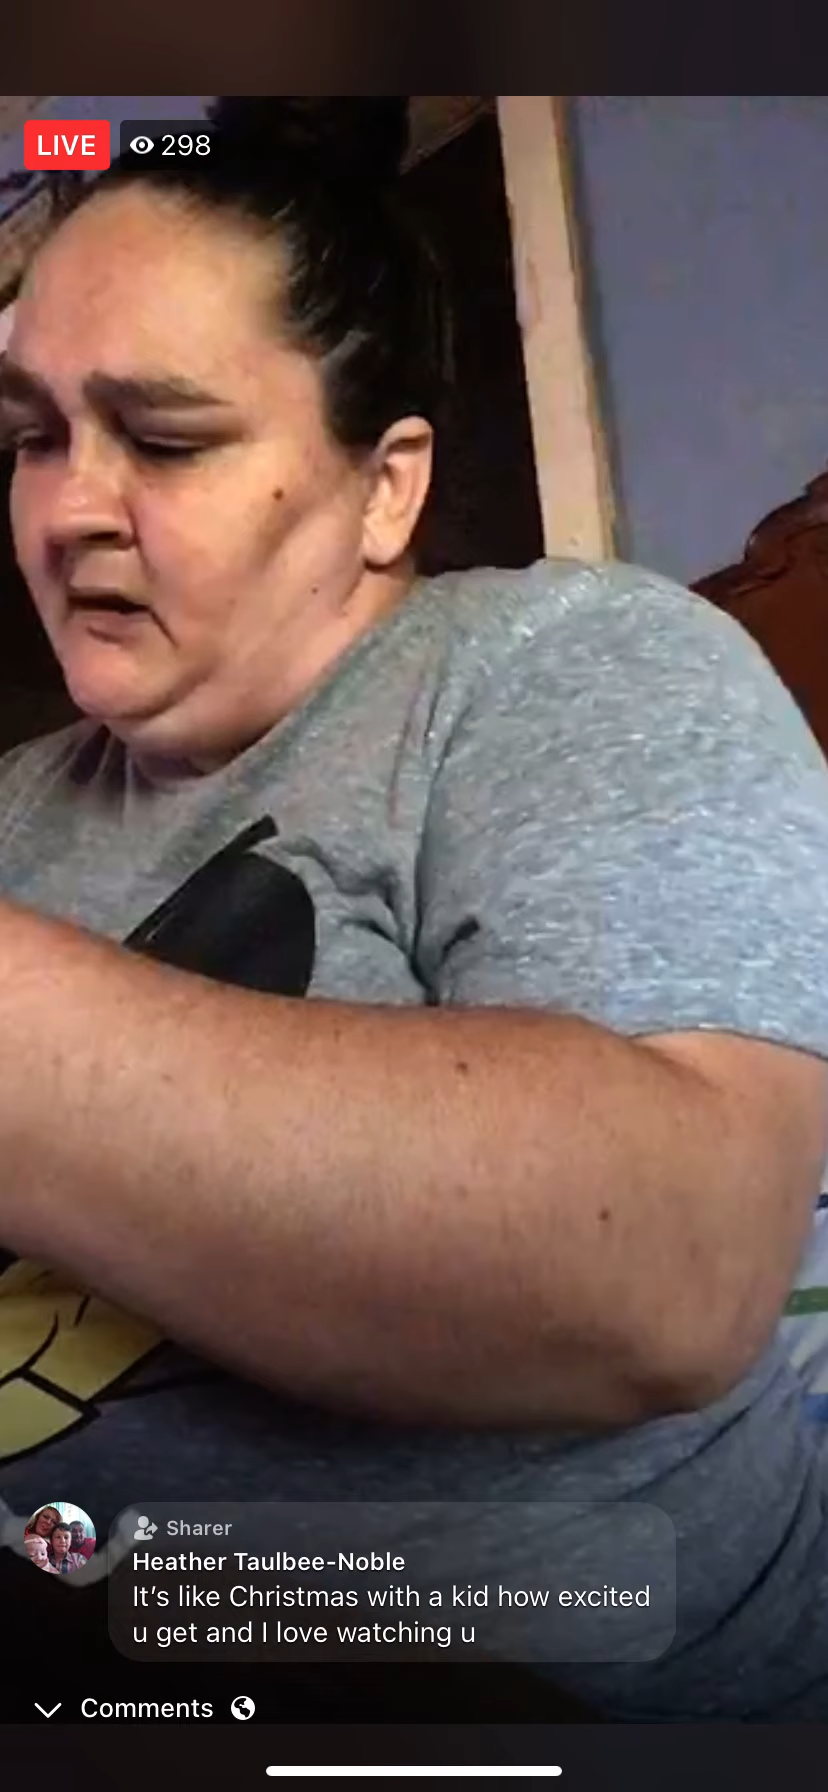 LIVE 298
Sharer
Heather Taulbee-Noble
It's like Christmas with a kid how excited
u get and I love watching u
Comments